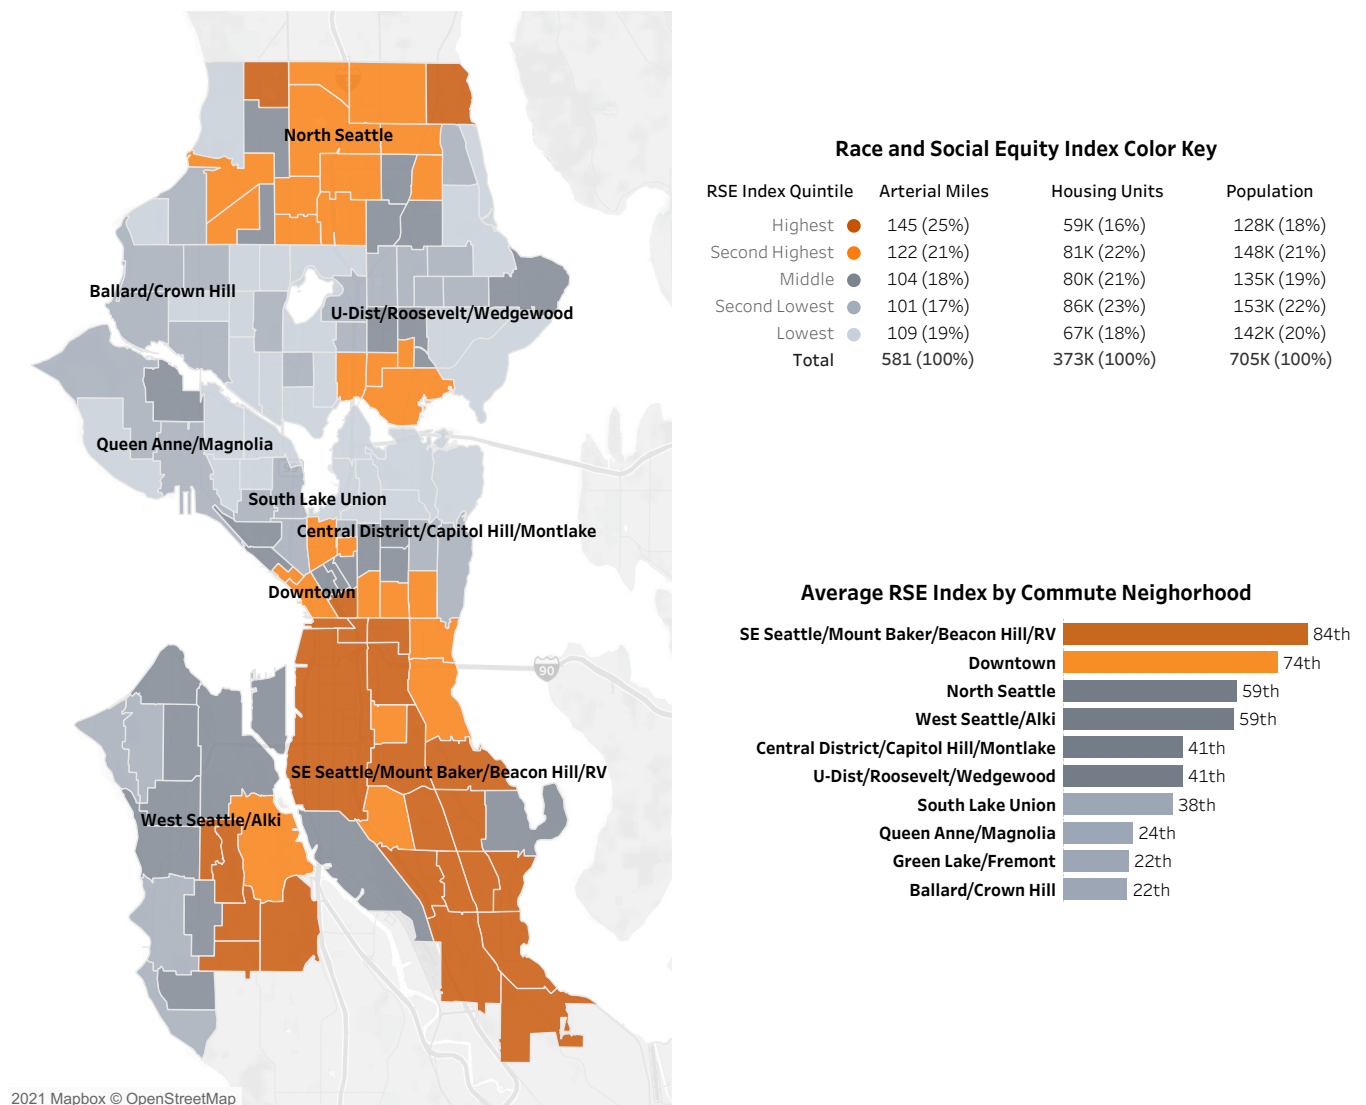 North Seattle
Ballard/Crown Hill
U-Dist/Roosevelt/Wedgewood
Queen Anne/Magnolia
South Lake Union
Central District/Capitol Hill/Montlake
Downtown
90
SE Seattle/Mount Baker/Beacon Hill/RV
West Seattle/Alki
2021 Mapbox © OpenStreetMap
Race and Social Equity Index Color Key
RSE Index Quintile Arterial Miles Housing Units Population
Highest 145 (25%) 59K (16%) 128K (18%)
Second Highest 122 (21%) 81K (22%) 148K (21%)
Middle 104 (18%) 80K (21%) 135K (19%)
Second Lowest 101 (17%) 86K (23%) 153K (22%)
Lowest 109 (19%) 67K (18%) 142K (20%)
Total 581 (100%) 373K (100%) 705K (100%)
Average RSE Index by Commute Neighorhood
SE Seattle/Mount Baker/Beacon Hill/RV 84th
Downtown 74th
North Seattle 59th
West Seattle/Alki 59th
Central District/Capitol Hill/Montlake 41th
U-Dist/Roosevelt/Wedgewood 41th
South Lake Union 38th
Queen Anne/Magnolia 24th
Green Lake/Fremont 22th
Ballard/Crown Hill 22th